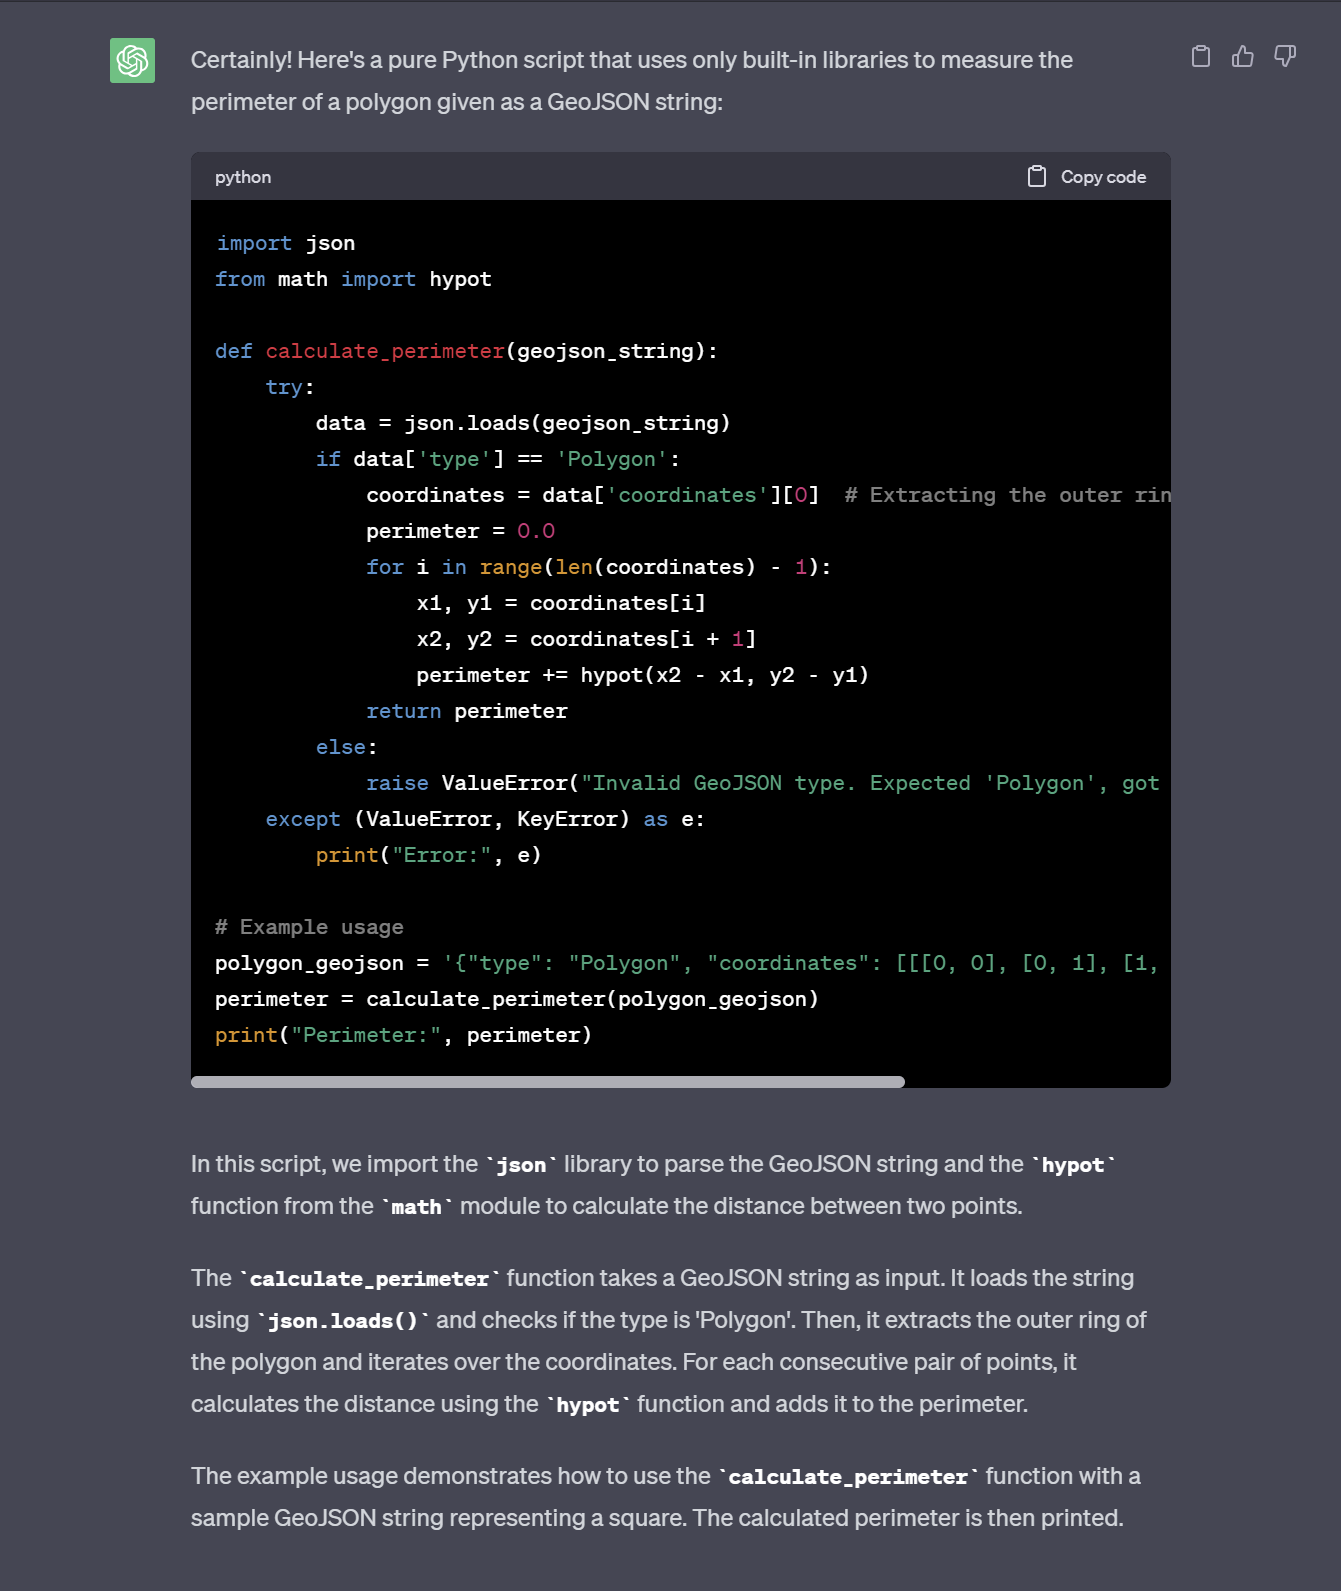 Certainly! Here's a pure Python script that uses only built-in libraries to measure the
perimeter of a polygon given as a GeoJSON string:
python
Copy code
import json
from math import hypot
def calculate_perimeter(geojson_string):
    try:
        data = json.loads(geojson_string)
        if data['type'] == 'Polygon':
            coordinates = data['coordinates'][0]  # Extracting the outer rin
            perimeter = 0.0
            for i in range(len(coordinates) - 1):
                x1, y1 = coordinates[i]
                x2, y2 = coordinates[i + 1]
                perimeter += hypot(x2 - x1, y2 - y1)
            return perimeter
        else:
            raise ValueError("Invalid GeoJSON type. Expected 'Polygon', got
    except (ValueError, KeyError) as e:
        print("Error:", e)
# Example usage
polygon_geojson = '{"type": "Polygon", "coordinates": [[[0, 0], [0, 1], [1,
perimeter = calculate_perimeter(polygon_geojson)
print("Perimeter:", perimeter)
In this script, we import the `json` library to parse the GeoJSON string and the `hypot`
function from the `math` module to calculate the distance between two points.
The `calculate_perimeter` function takes a GeoJSON string as input. It loads the string
using `json.loads()` and checks if the type is 'Polygon'. Then, it extracts the outer ring of
the polygon and iterates over the coordinates. For each consecutive pair of points, it
calculates the distance using the `hypot` function and adds it to the perimeter.
The example usage demonstrates how to use the `calculate_perimeter` function with a
sample GeoJSON string representing a square. The calculated perimeter is then printed.